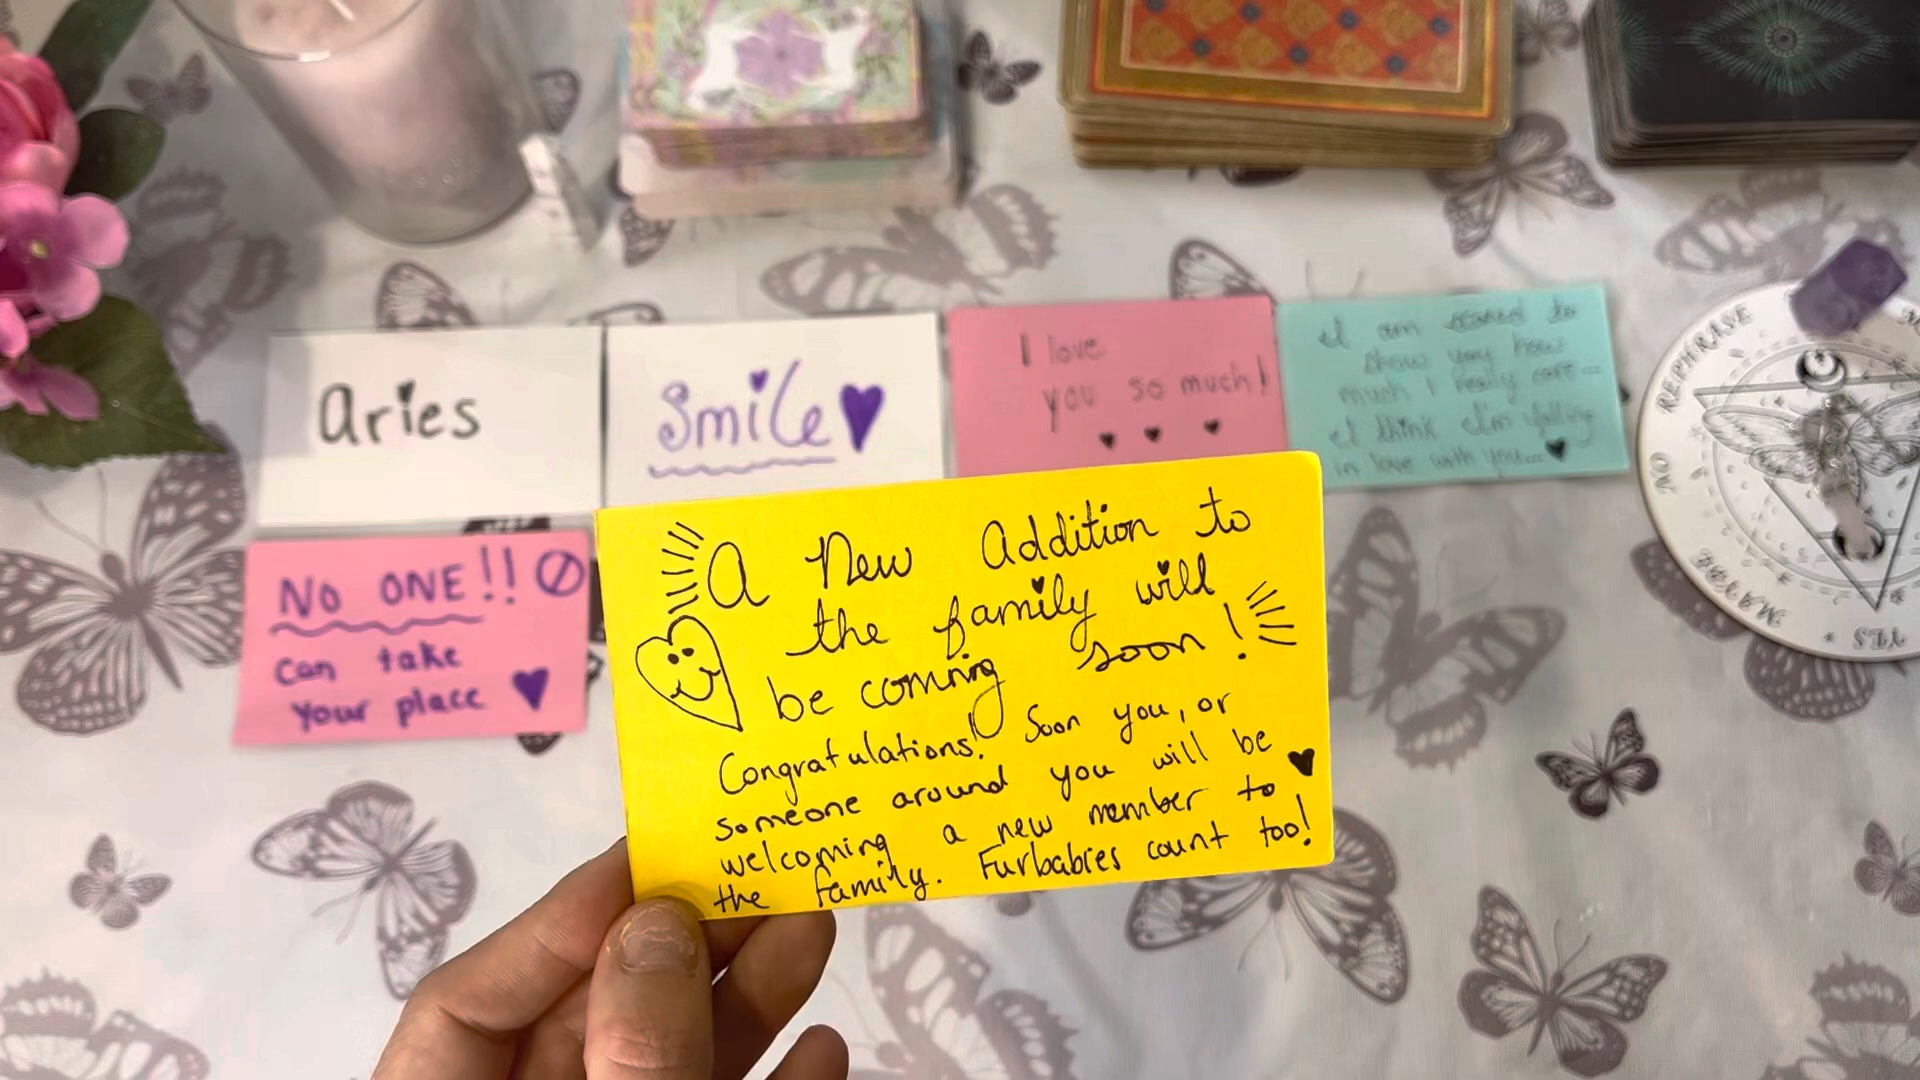 Aries
Smile
I love
you so much!
I am scared to
show you how
much I really care...
I think I'm falling
in love with you...
NO ONE!!
can take
your place
A New Addition to
the family will
be coming soon!
Congratulations! Soon you, or
someone around you will be
welcoming a new member to
the family. Furbabies count too!
REPHRASE
NO
MAYBE
YES